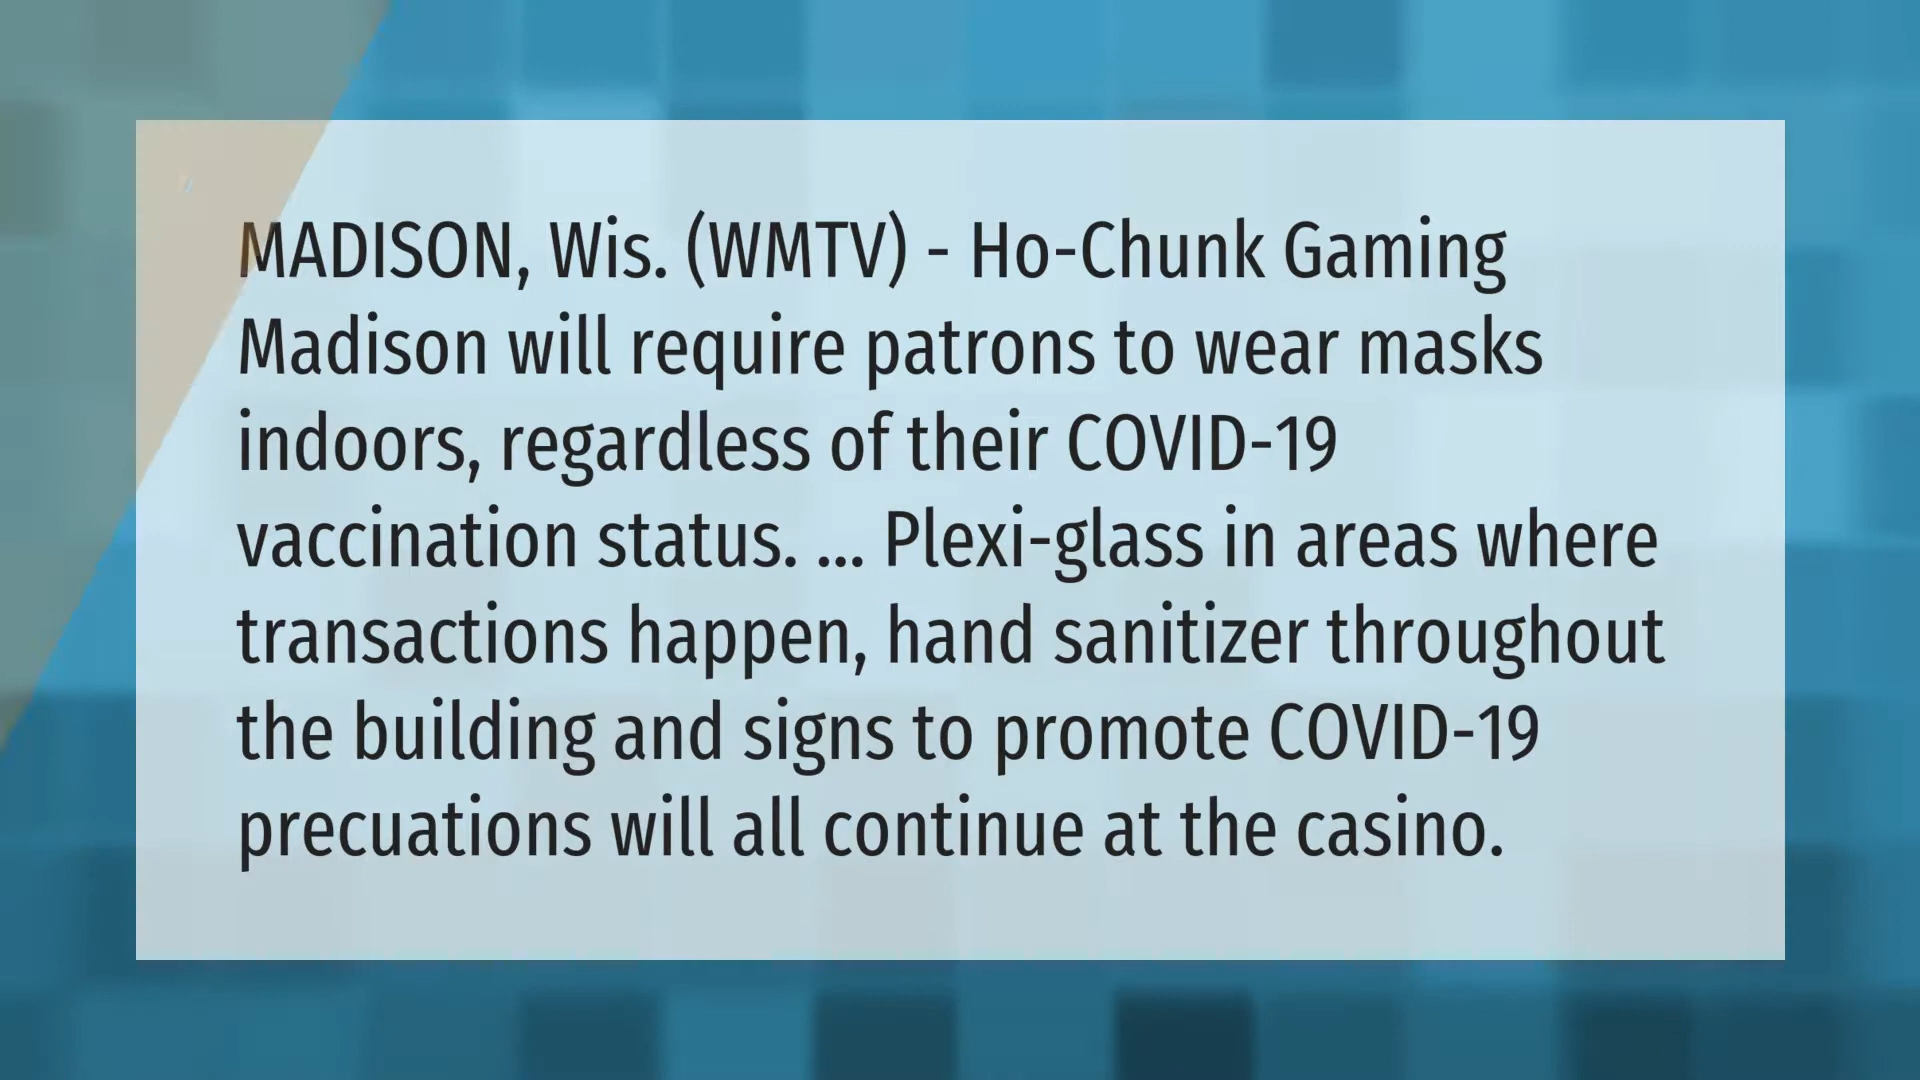 MADISON, Wis. (WMTV) - Ho-Chunk Gaming
Madison will require patrons to wear masks
indoors, regardless of their COVID-19
vaccination status. ... Plexi-glass in areas where
transactions happen, hand sanitizer throughout
the building and signs to promote COVID-19
precuations will all continue at the casino.